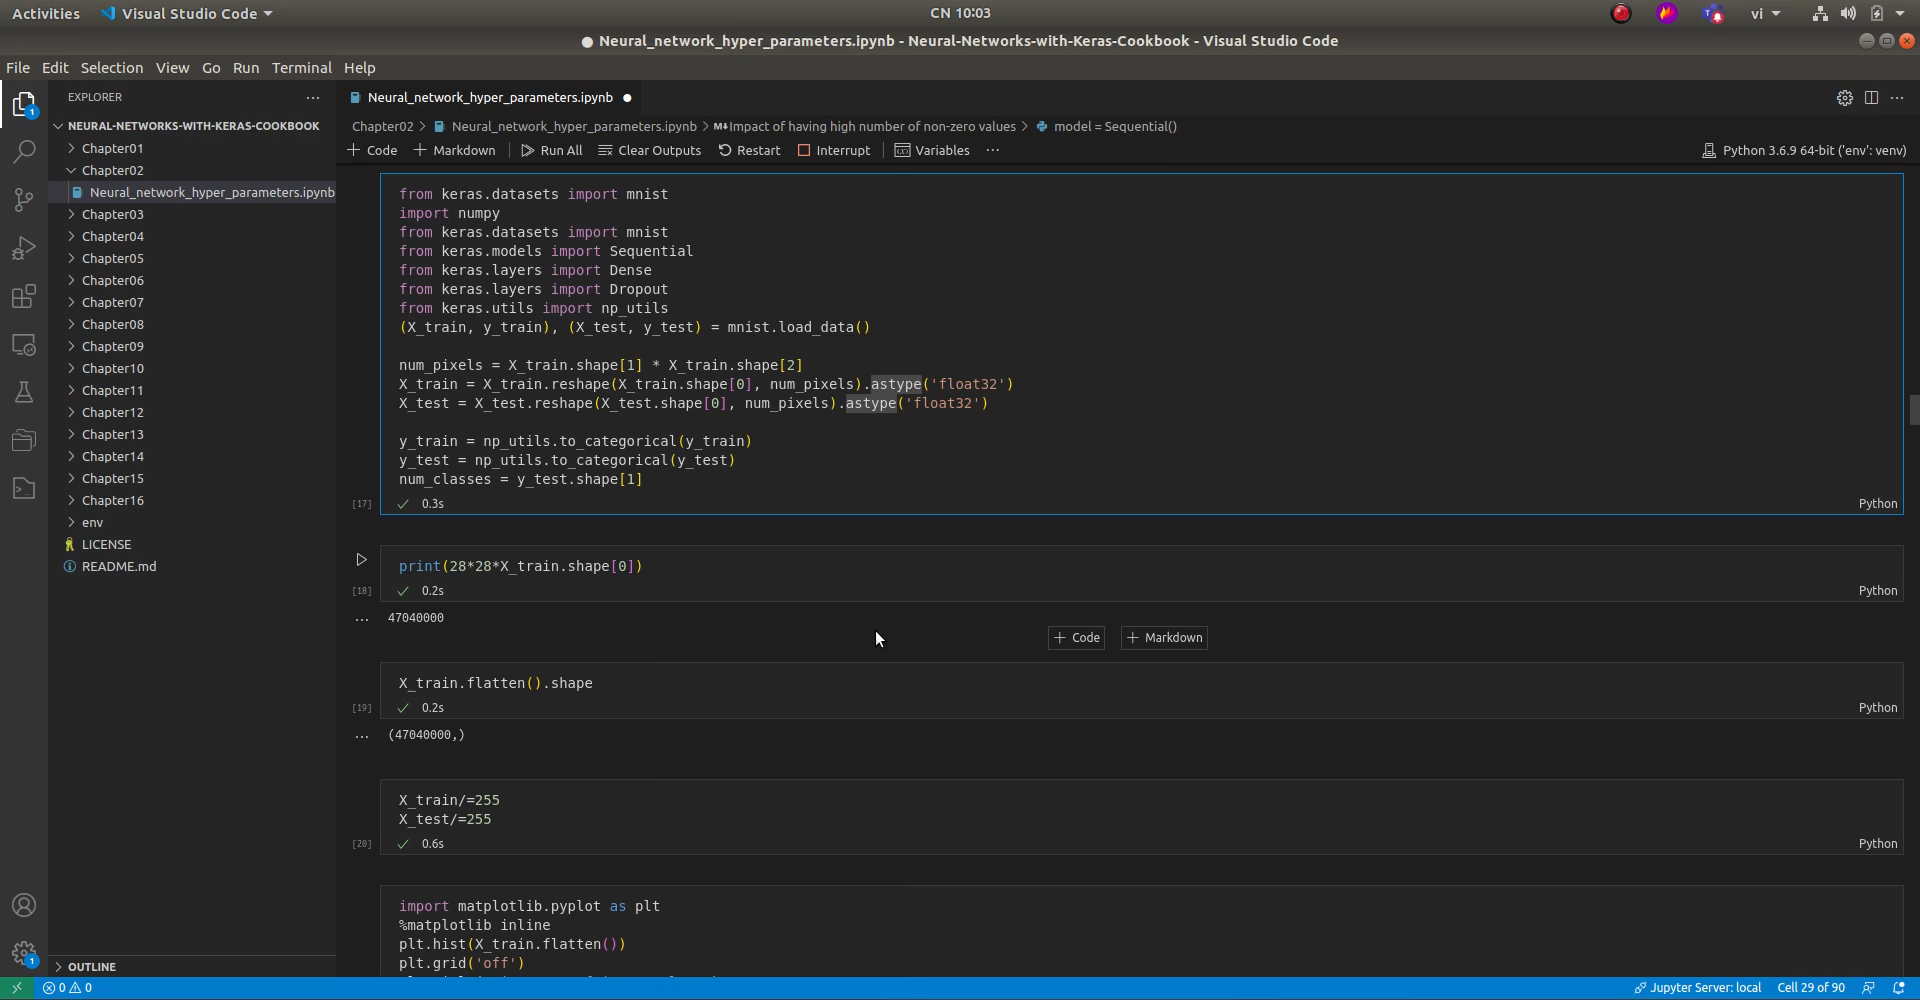 Activities Visual Studio Code CN 10:03 vi
● Neural_network_hyper_parameters.ipynb - Neural-Networks-with-Keras-Cookbook - Visual Studio Code
File Edit Selection View Go Run Terminal Help
EXPLORER
NEURAL-NETWORKS-WITH-KERAS-COOKBOOK
Chapter01
Chapter02
Neural_network_hyper_parameters.ipynb
Chapter03
Chapter04
Chapter05
Chapter06
Chapter07
Chapter08
Chapter09
Chapter10
Chapter11
Chapter12
Chapter13
Chapter14
Chapter15
Chapter16
env
LICENSE
README.md
OUTLINE
1
1
Neural_network_hyper_parameters.ipynb ●
Chapter02 > Neural_network_hyper_parameters.ipynb > M↓Impact of having high number of non-zero values > model = Sequential()
+ Code + Markdown Run All Clear Outputs Restart Interrupt Variables ... Python 3.6.9 64-bit ('env': venv)
from keras.datasets import mnist
import numpy
from keras.datasets import mnist
from keras.models import Sequential
from keras.layers import Dense
from keras.layers import Dropout
from keras.utils import np_utils
(X_train, y_train), (X_test, y_test) = mnist.load_data()
num_pixels = X_train.shape[1] * X_train.shape[2]
X_train = X_train.reshape(X_train.shape[0], num_pixels).astype('float32')
X_test = X_test.reshape(X_test.shape[0], num_pixels).astype('float32')
y_train = np_utils.to_categorical(y_train)
y_test = np_utils.to_categorical(y_test)
num_classes = y_test.shape[1]
[17] ✓ 0.3s Python
print(28*28*X_train.shape[0])
[18] ✓ 0.2s Python
... 47040000
+ Code + Markdown
X_train.flatten().shape
[19] ✓ 0.2s Python
... (47040000,)
X_train/=255
X_test/=255
[20] ✓ 0.6s Python
import matplotlib.pyplot as plt
%matplotlib inline
plt.hist(X_train.flatten())
plt.grid('off')
0 0 Jupyter Server: local Cell 29 of 90